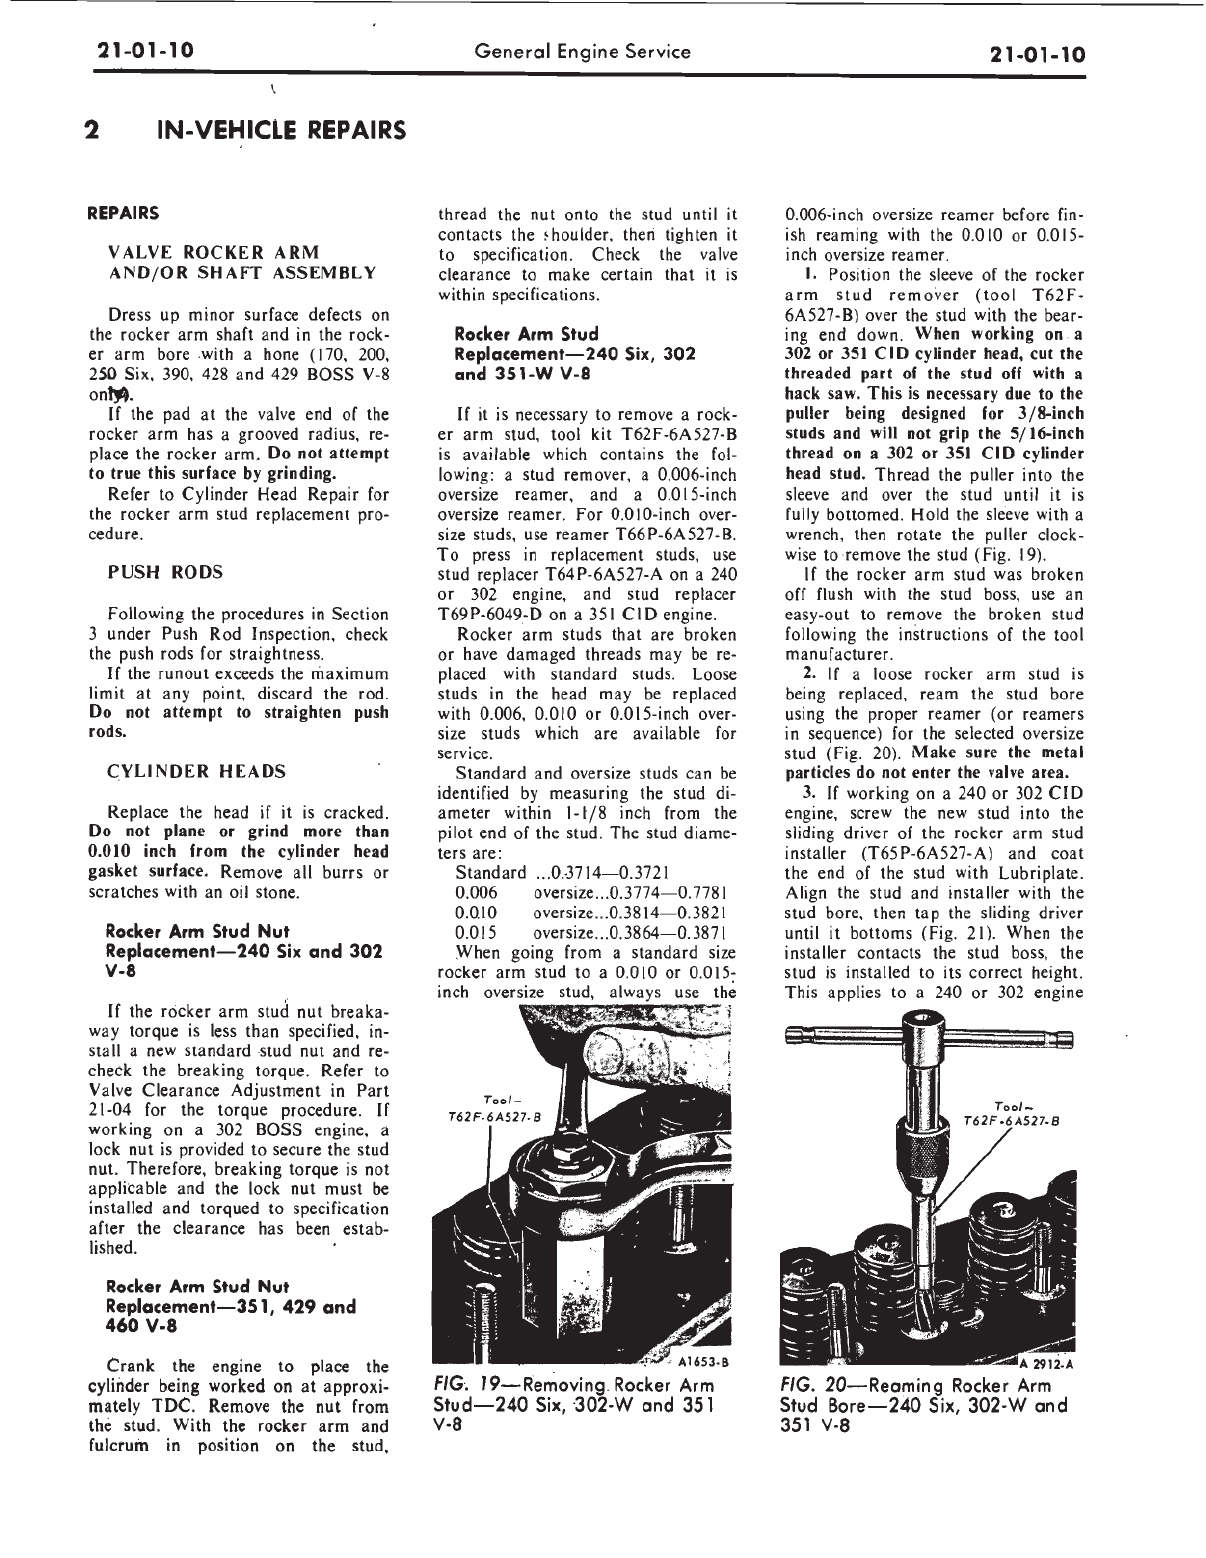 21-01-10
General Engine Service
21-01-10
2 IN-VEHICLE REPAIRS
REPAIRS
VALVE ROCKER ARM
AND/OR SHAFT ASSEMBLY
Dress up minor surface defects on
the rocker arm shaft and in the rock-
er arm bore with a hone (170, 200,
250 Six, 390, 428 and 429 BOSS V-8
If the pad at the valve end of the
rocker arm has a grooved radius, re-
place the rocker arm. Do not attempt
to true this surface by grinding.
Refer to Cylinder Head Repair for
the rocker arm stud replacement pro-
cedure.
PUSH RODS
Following the procedures in Section
3 under Push Rod Inspection, check
the push rods for straightness.
If the runout exceeds the maximum
limit at any point, discard the rod.
Do not attempt to straighten push
rods.
CYLINDER HEADS
Replace the head if it is cracked.
Do not plane or grind more than
0.010 inch from the cylinder head
gasket surface. Remove all burrs or
scratches with an oil stone.
Rocker Arm Stud Nut
Replacement—240 Six and 302
V-8
If the rocker arm stud nut breaka-
way torque is less than specified, in-
stall a new standard stud nut and re-
check the breaking torque. Refer to
Valve Clearance Adjustment in Part
21-04 for the torque procedure. If
working on a 302 BOSS engine, a
lock nut is provided to secure the stud
nut. Therefore, breaking torque is not
applicable and the lock nut must be
installed and torqued to specification
after the clearance has been estab-
lished.
Rocker Arm Stud Nut
Replacement—351, 429 and
460 V-8
Crank the engine to place the
cylinder being worked on at approxi-
mately TDC. Remove the nut from
the stud. With the rocker arm and
fulcrum in position on the stud,
thread the nut onto the stud until it
contacts the shoulder, then tighten it
to specification. Check the valve
clearance to make certain that it is
within specifications.
Rocker Arm Stud
Replacement—240 Six, 302
and 351-W V-8
If it is necessary to remove a rock-
er arm stud, tool kit T62F-6A527-B
is available which contains the fol-
lowing: a stud remover, a 0.006-inch
oversize reamer, and a 0.015-inch
oversize reamer. For 0.010-inch over-
size studs, use reamer T66P-6A527-B.
To press in replacement studs, use
stud replacer T64P-6A527-A on a 240
or 302 engine, and stud replacer
T69P-6049-D on a 351 CID engine.
Rocker arm studs that are broken
or have damaged threads may be re-
placed with standard studs. Loose
studs in the head may be replaced
with 0.006, 0.010 or 0.015-inch over-
size studs which are available for
service.
Standard and oversize studs can be
identified by measuring the stud di-
ameter within 1-1/8 inch from the
pilot end of the stud. The stud diame-
ters are:
Standard ...0.3714—0.3721
0.006 oversize...0.3774—0.7781
0.010 oversize...0.3814—0.3821
0.015 oversize...0.3864—0.3871
When going from a standard size
rocker arm stud to a 0.010 or 0.015-
inch oversize stud, always use the
Tool–
T62F-6A527-B
A1653-B
FIG. 19—Removing Rocker Arm
Stud—240 Six, 302-W and 351
V-8
0.006-inch oversize reamer before fin-
ish reaming with the 0.010 or 0.015-
inch oversize reamer.
1. Position the sleeve of the rocker
arm stud remover (tool T62F-
6A527-B) over the stud with the bear-
ing end down. When working on a
302 or 351 CID cylinder head, cut the
threaded part of the stud off with a
hack saw. This is necessary due to the
puller being designed for 3/8-inch
studs and will not grip the 5/16-inch
thread on a 302 or 351 CID cylinder
head stud. Thread the puller into the
sleeve and over the stud until it is
fully bottomed. Hold the sleeve with a
wrench, then rotate the puller clock-
wise to remove the stud (Fig. 19).
If the rocker arm stud was broken
off flush with the stud boss, use an
easy-out to remove the broken stud
following the instructions of the tool
manufacturer.
2. If a loose rocker arm stud is
being replaced, ream the stud bore
using the proper reamer (or reamers
in sequence) for the selected oversize
stud (Fig. 20). Make sure the metal
particles do not enter the valve area.
3. If working on a 240 or 302 CID
engine, screw the new stud into the
sliding driver of the rocker arm stud
installer (T65P-6A527-A) and coat
the end of the stud with Lubriplate.
Align the stud and installer with the
stud bore, then tap the sliding driver
until it bottoms (Fig. 21). When the
installer contacts the stud boss, the
stud is installed to its correct height.
This applies to a 240 or 302 engine
Tool–
T62F-6A527-B
A 2912-A
FIG. 20—Reaming Rocker Arm
Stud Bore—240 Six, 302-W and
351 V-8